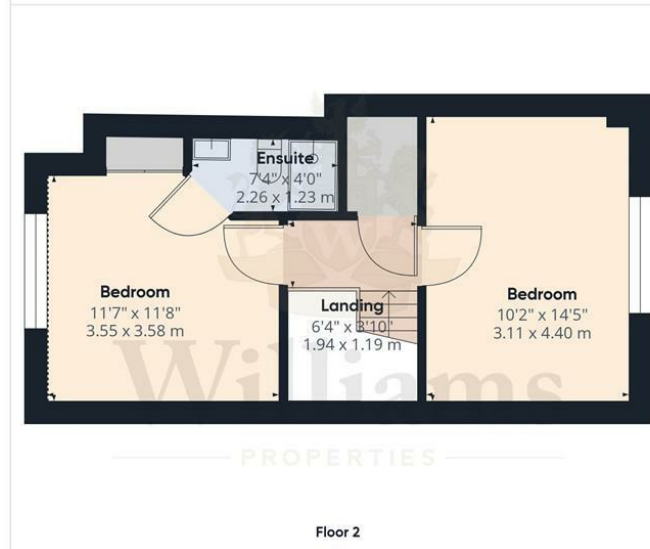 Ensuite
7'4" x 4'0"
2.26 x 1.23 m
Bedroom
11'7" x 11'8"
3.55 x 3.58 m
Landing
6'4" x 3'10"
1.94 x 1.19 m
Bedroom
10'2" x 14'5"
3.11 x 4.40 m
Williams
PROPERTIES
Floor 2